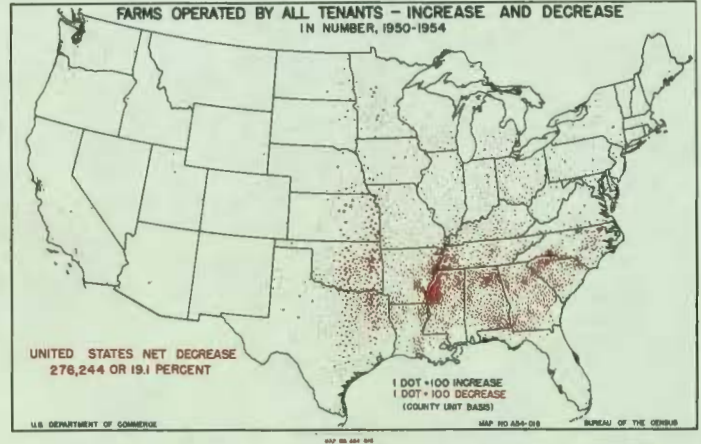 FARMS OPERATED BY ALL TENANTS – INCREASE AND DECREASE
IN NUMBER, 1950-1954
UNITED STATES NET DECREASE
276,244 OR 19.1 PERCENT
1 DOT = 100 INCREASE
1 DOT = 100 DECREASE
(COUNTY UNIT BASIS)
U.S. DEPARTMENT OF COMMERCE
MAP NO A54-018
BUREAU OF THE CENSUS